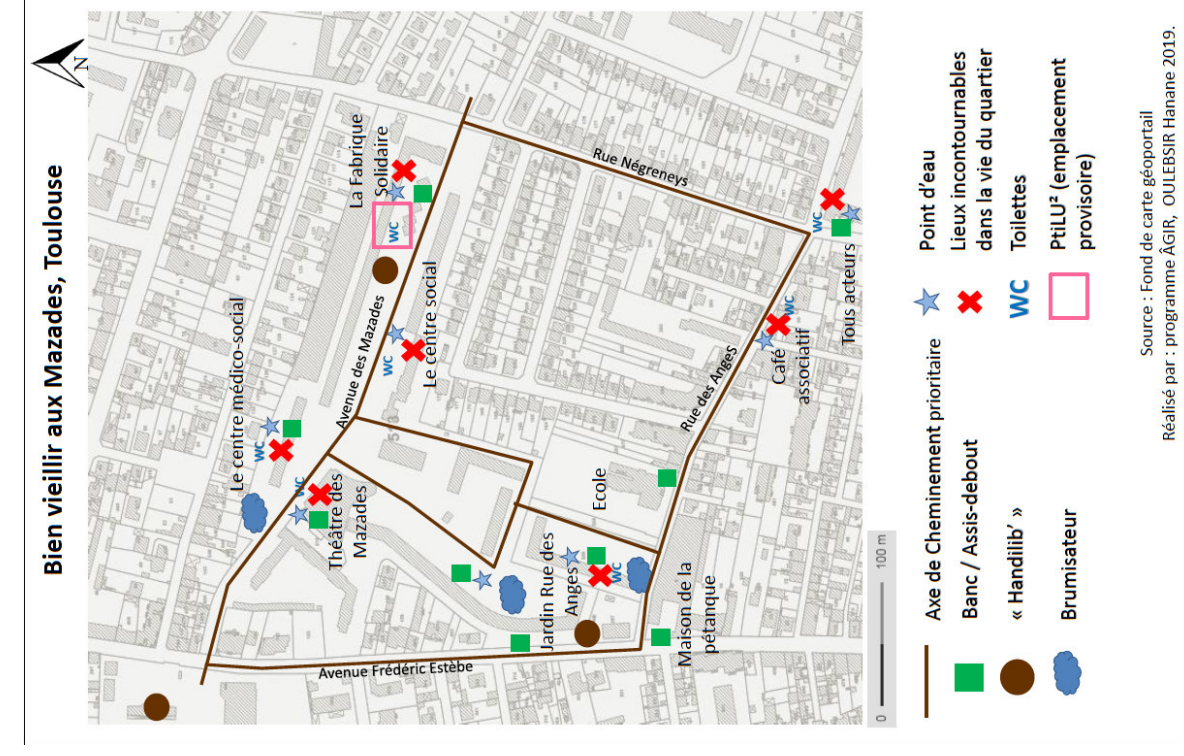 Bien vieillir aux Mazades, Toulouse
N
Le centre médico-social
La Fabrique
Solidaire
WC
WC
Avenue des Mazades
WC
Le centre social
WC
Théâtre des
Mazades
Rue Négreneys
WC
Tous acteurs
WC
Café
associatif
Rue des Anges
Ecole
Jardin Rue des
Anges
WC
Maison de la
pétanque
Avenue Frédéric Estèbe
0 100 m
Axe de Cheminement prioritaire
Banc / Assis-debout
« Handilib’ »
Brumisateur
Point d’eau
Lieux incontournables
dans la vie du quartier
WC Toilettes
PtiLU² (emplacement
provisoire)
Source : Fond de carte géoportail
Réalisé par : programme ÂGIR, OULEBSIR Hanane 2019.